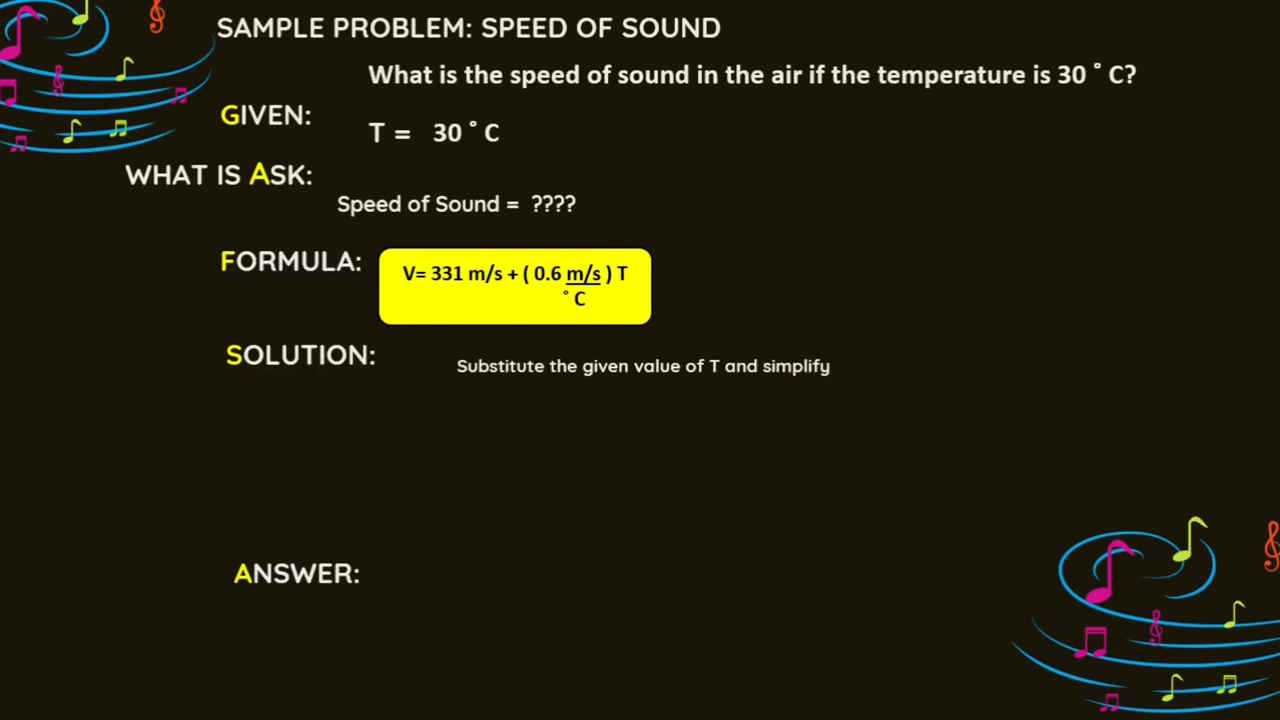 SAMPLE PROBLEM: SPEED OF SOUND
What is the speed of sound in the air if the temperature is 30 ˚ C?
GIVEN:
T = 30 ˚ C
WHAT IS ASK:
Speed of Sound = ????
FORMULA:
V= 331 m/s + ( 0.6 m/s ) T
˚ C
SOLUTION:
Substitute the given value of T and simplify
ANSWER: